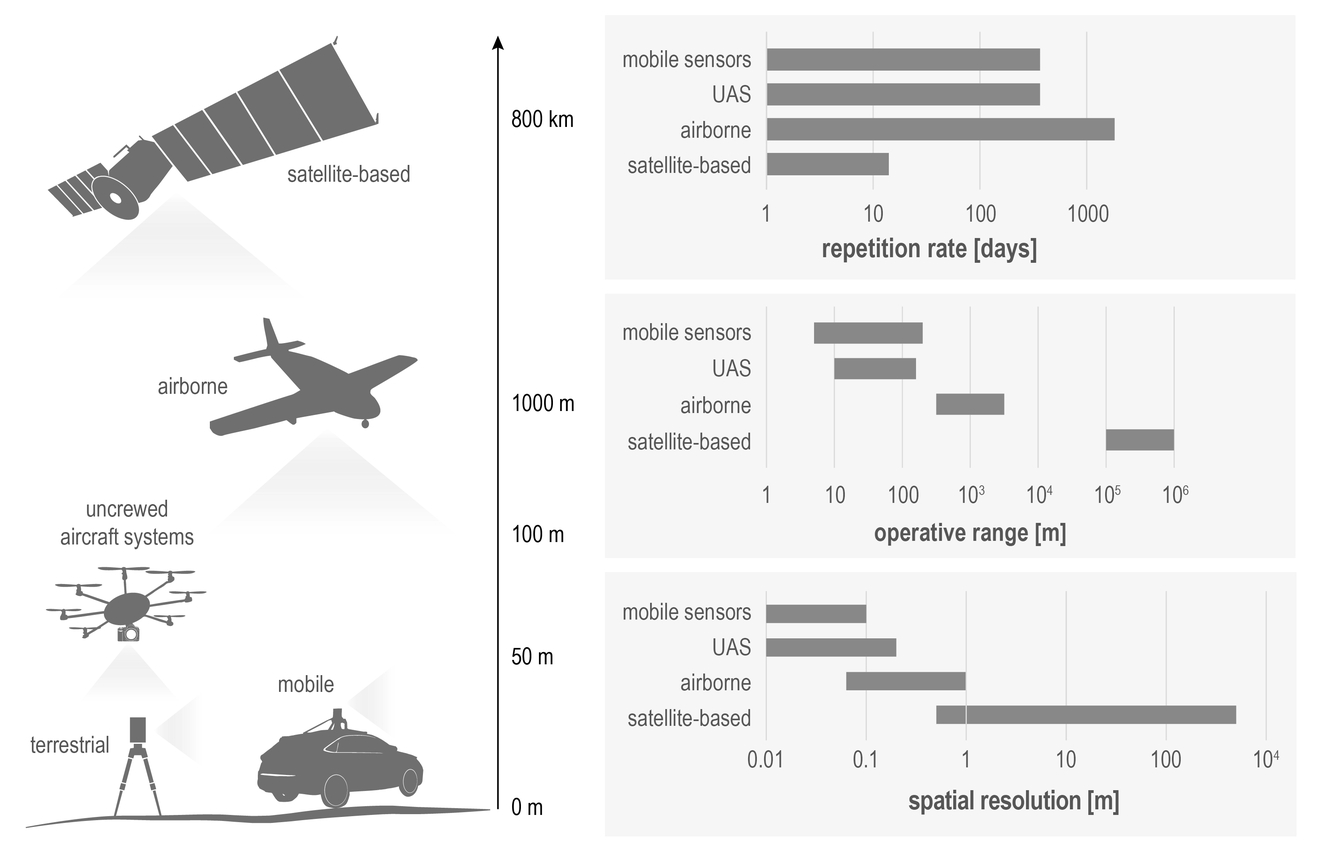 800 km
satellite-based
airborne
1000 m
uncrewed
aircraft systems
100 m
50 m
mobile
terrestrial
0 m
mobile sensors
UAS
airborne
satellite-based
1 10 100 1000
repetition rate [days]
mobile sensors
UAS
airborne
satellite-based
1 10 100 10³ 10⁴ 10⁵ 10⁶
operative range [m]
mobile sensors
UAS
airborne
satellite-based
0.01 0.1 1 10 100 10⁴
spatial resolution [m]